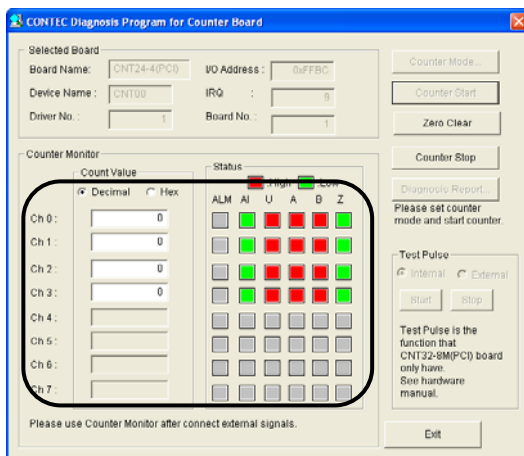 CONTEC Diagnosis Program for Counter Board
Selected Board
Board Name: CNT24-4(PCI) I/O Address : 0xFFBC
Device Name : CNT00 IRQ : 9
Driver No. : 1 Board No. : 1
Counter Mode...
Counter Start
Zero Clear
Counter Stop
Diagnosis Report...
Please set counter
mode and start counter.
Counter Monitor
Count Value
Decimal Hex
Status
:High :Low
ALM AI U A B Z
Ch 0 : 0
Ch 1 : 0
Ch 2 : 0
Ch 3 : 0
Ch 4 :
Ch 5 :
Ch 6 :
Ch 7 :
Please use Counter Monitor after connect external signals.
Test Pulse
Internal External
Start Stop
Test Pulse is the
function that
CNT32-8M(PCI) board
only have.
See hardware
manual.
Exit